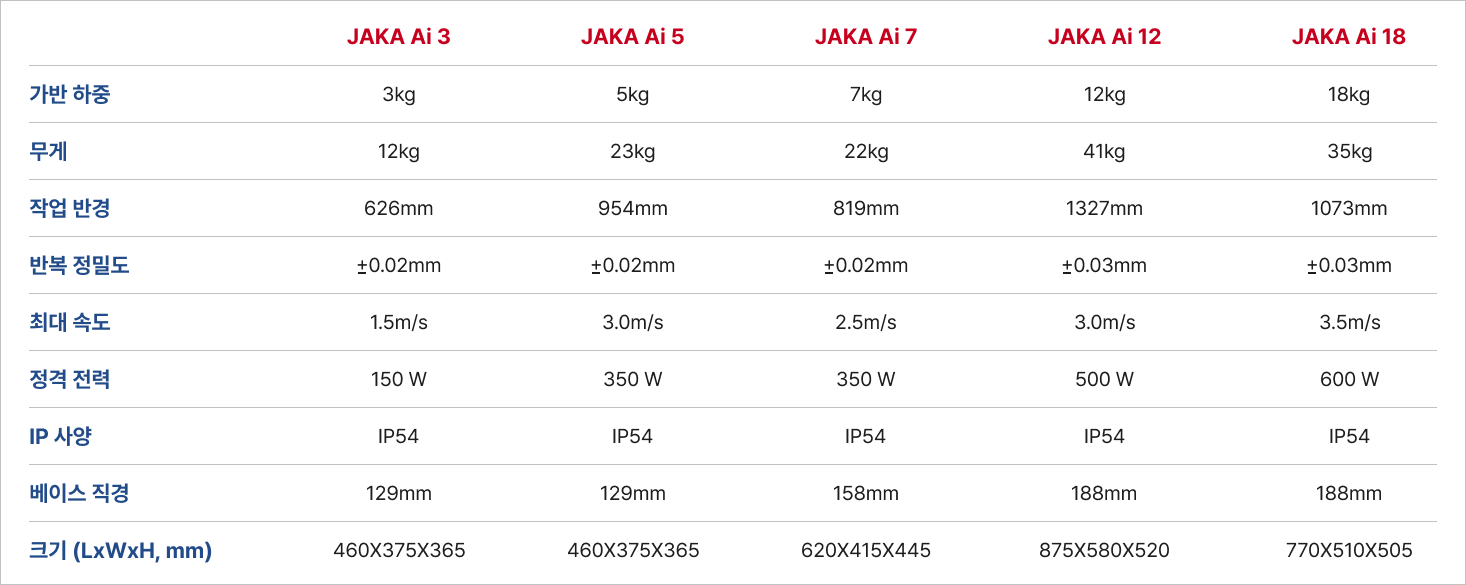 JAKA Ai 3 JAKA Ai 5 JAKA Ai 7 JAKA Ai 12 JAKA Ai 18
가반 하중 3kg 5kg 7kg 12kg 18kg
무게 12kg 23kg 22kg 41kg 35kg
작업 반경 626mm 954mm 819mm 1327mm 1073mm
반복 정밀도 ±0.02mm ±0.02mm ±0.02mm ±0.03mm ±0.03mm
최대 속도 1.5m/s 3.0m/s 2.5m/s 3.0m/s 3.5m/s
정격 전력 150 W 350 W 350 W 500 W 600 W
IP 사양 IP54 IP54 IP54 IP54 IP54
베이스 직경 129mm 129mm 158mm 188mm 188mm
크기 (LxWxH, mm) 460X375X365 460X375X365 620X415X445 875X580X520 770X510X505